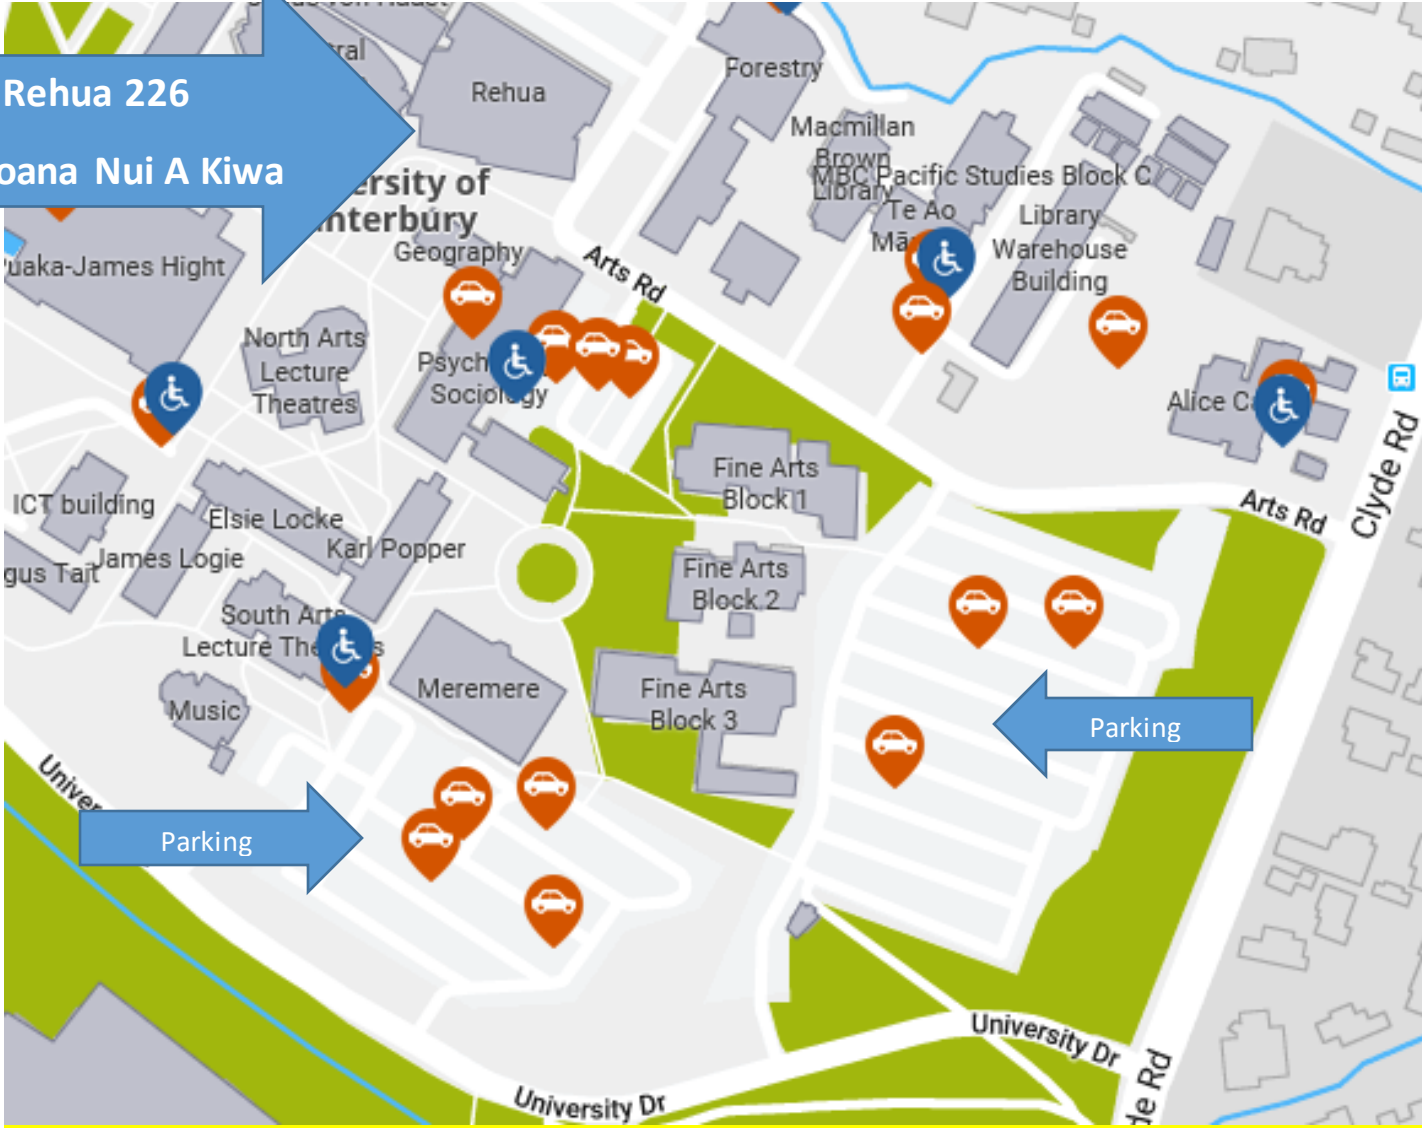 Rehua 226
oana Nui A Kiwa
Rehua
Forestry
Macmillan
Brown
Library
MBC Pacific Studies Block C
Te Ao
Library
Warehouse
Building
ersity of
nterbury
Geography
Arts Rd
uaka-James Hight
North Arts
Lecture
Theatres
Sociology
Alice
Clyde Rd
Fine Arts
Block 1
Arts Rd
ICT building
Elsie Locke
James Logie
Karl Popper
gus Tait
Fine Arts
Block 2
South Arts
Lecture
Meremere
Music
Fine Arts
Block 3
Parking
Univer
Parking
University Dr
University Dr
de Rd